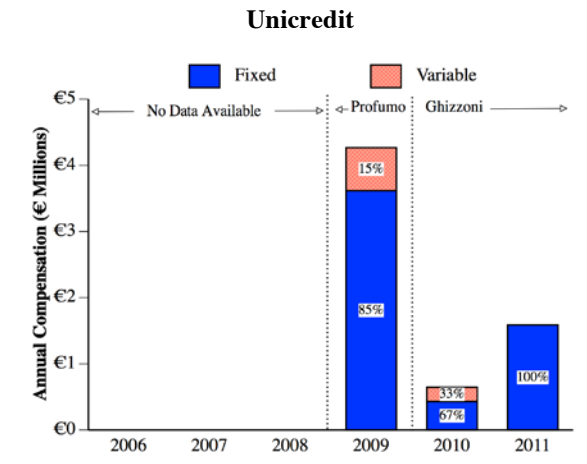 Unicredit
Fixed Variable
€5
No Data Available Profumo Ghizzoni
€4
15%
€3
€2
85%
€1
100%
33%
67%
€0
2006 2007 2008 2009 2010 2011
Annual Compensation (€ Millions)